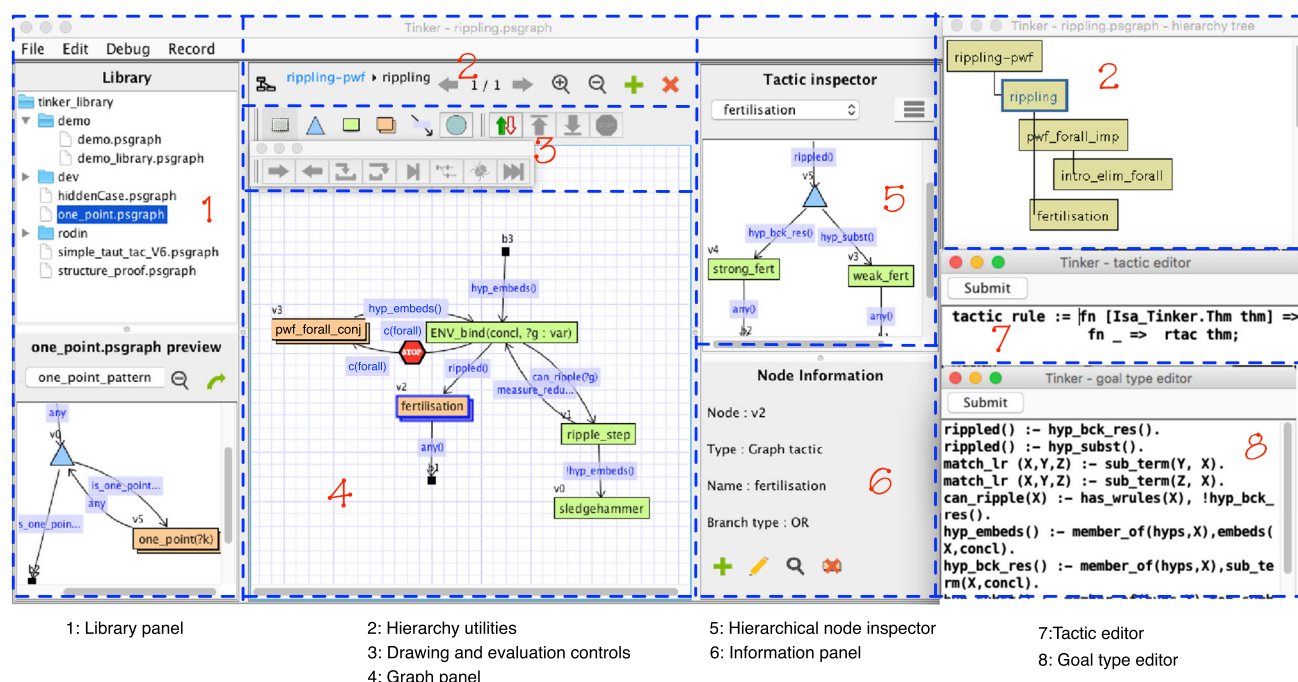 Tinker - rippling.psgraph
File Edit Debug Record
Library
tinker_library
demo
demo.psgraph
demo_library.psgraph
dev
hiddenCase.psgraph
one_point.psgraph
rodin
simple_taut_tac_V6.psgraph
structure_proof.psgraph
1
one_point.psgraph preview
one_point_pattern
any
v0
is_one_point...
any
s_one_poin...
v5
one_point(?k)
b2
rippling-pwf ▸ rippling
2
1 / 1
3
STOP
b3
hyp_embeds()
v3
hyp_embeds()
pwf_forall_conj
c(forall)
ENV_bind(concl, ?g : var)
c(forall)
rippled()
can_ripple(?g)
measure_redu...
v2
fertilisation
v1
ripple_step
any()
b1
!hyp_embeds()
v0
sledgehammer
4
Tactic inspector
fertilisation
rippled()
v5
5
hyp_bck_res()
hyp_subst()
v4
strong_fert
v3
weak_fert
any()
any()
b2
Node Information
Node : v2
Type : Graph tactic
Name : fertilisation
Branch type : OR
6
Tinker - rippling.psgraph - hierarchy tree
rippling-pwf
2
rippling
pwf_forall_imp
intro_elim_forall
fertilisation
Tinker - tactic editor
Submit
tactic rule := fn [Isa_Tinker.Thm thm] =>
fn _ => rtac thm;
7
Tinker - goal type editor
Submit
rippled() :- hyp_bck_res().
rippled() :- hyp_subst().
match_lr (X,Y,Z) :- sub_term(Y, X).
match_lr (X,Y,Z) :- sub_term(Z, X).
can_ripple(X) :- has_wrules(X), !hyp_bck_
res().
hyp_embeds() :- member_of(hyps,X),embeds(
X,concl).
hyp_bck_res() :- member_of(hyps,X),sub_te
rm(X,concl).
8
1: Library panel
2: Hierarchy utilities
3: Drawing and evaluation controls
4: Graph panel
5: Hierarchical node inspector
6: Information panel
7:Tactic editor
8: Goal type editor